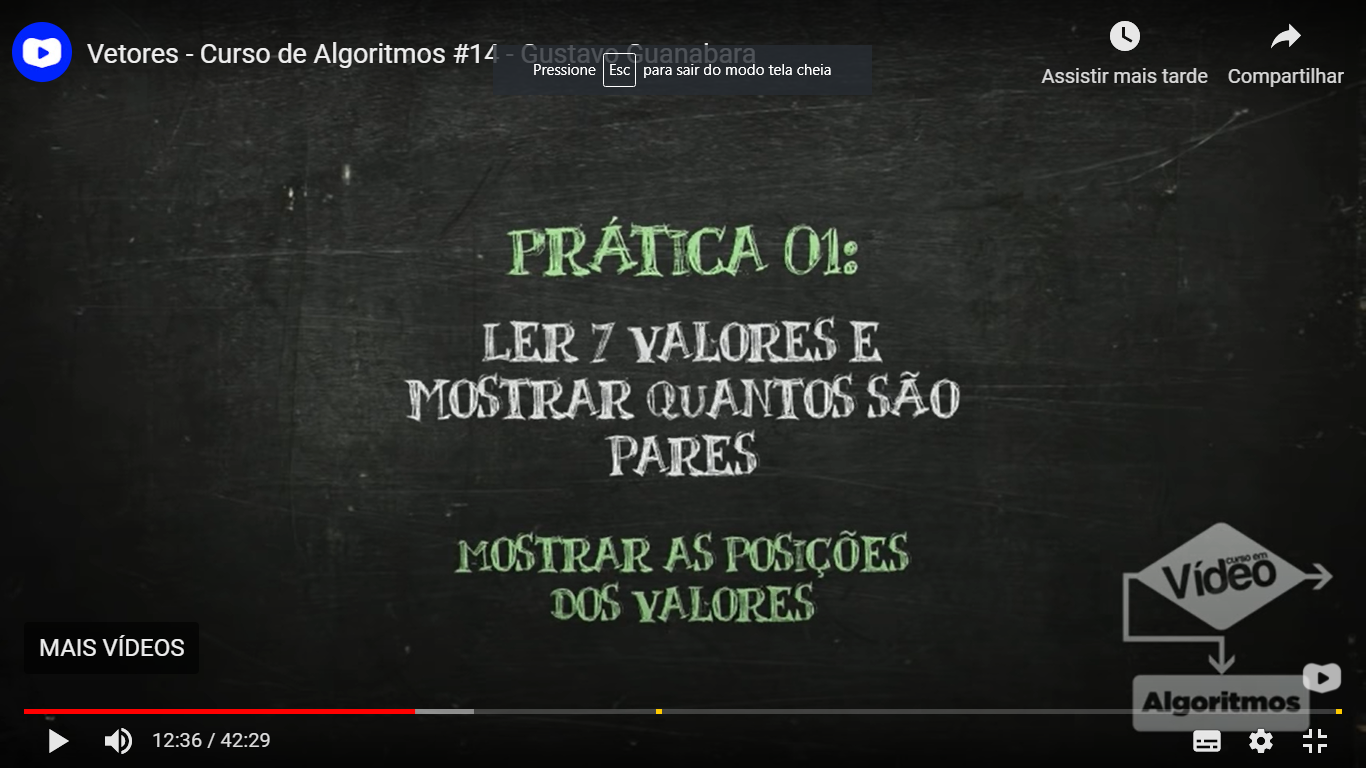 Vetores - Curso de Algoritmos #14 - Gustavo Guanabara
Pressione Esc para sair do modo tela cheia
Assistir mais tarde
Compartilhar
PRÁTICA 01:
LER 7 VALORES E
MOSTRAR QUANTOS SÃO
PARES
MOSTRAR AS POSIÇÕES
DOS VALORES
curso em
Vídeo
Algoritmos
MAIS VÍDEOS
12:36 / 42:29